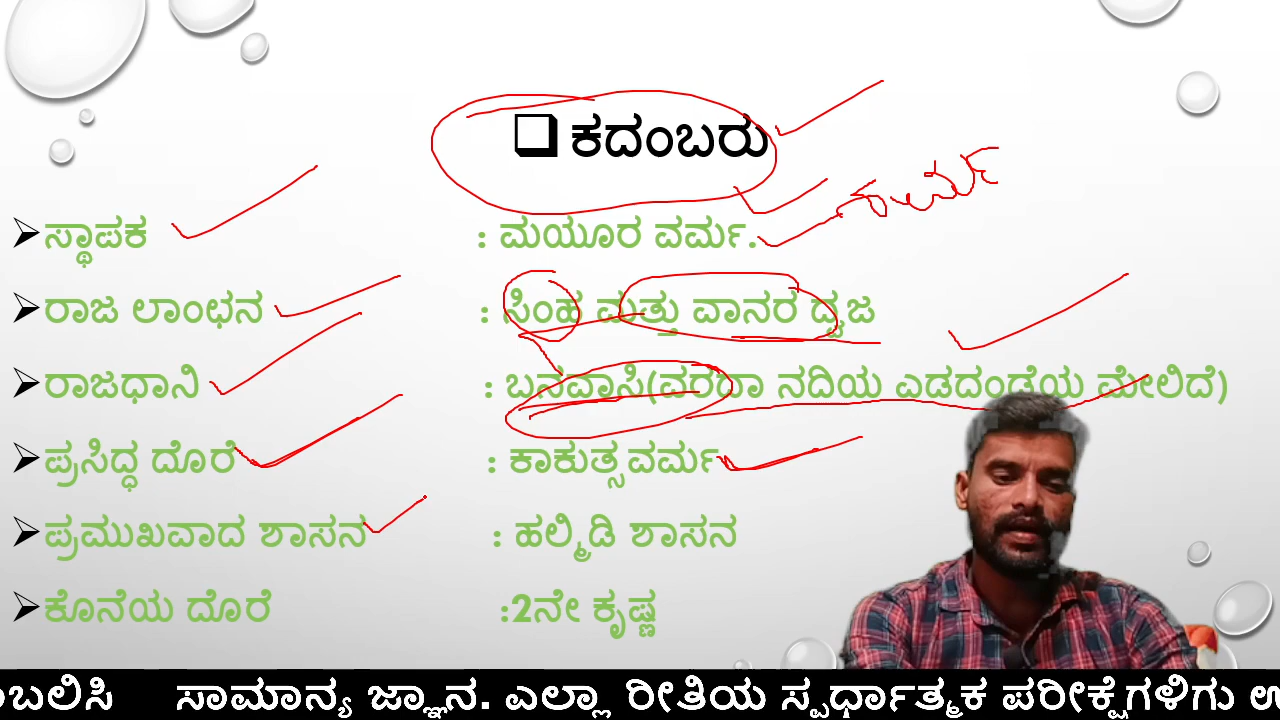 ಕದಂಬರು
ಸ್ಥಾಪಕ : ಮಯೂರ ವರ್ಮ.
ರಾಜ ಲಾಂಛನ : ಸಿಂಹ ಮತ್ತು ವಾನರ ಧ್ವಜ
ರಾಜಧಾನಿ : ಬನವಾಸಿ(ವರದಾ ನದಿಯ ಎಡದಂಡೆಯ ಮೇಲಿದೆ)
ಪ್ರಸಿದ್ಧ ದೊರೆ : ಕಾಕುತ್ಸವರ್ಮ
ಪ್ರಮುಖವಾದ ಶಾಸನ : ಹಲ್ಮಿಡಿ ಶಾಸನ
ಕೊನೆಯ ದೊರೆ :2ನೇ ಕೃಷ್ಣ
ಬಲಿಸಿ ಸಾಮಾನ್ಯ ಜ್ಞಾನ. ಎಲ್ಲಾ ರೀತಿಯ ಸ್ಪರ್ಧಾತ್ಮಕ ಪರೀಕ್ಷೆಗಳಿಗು